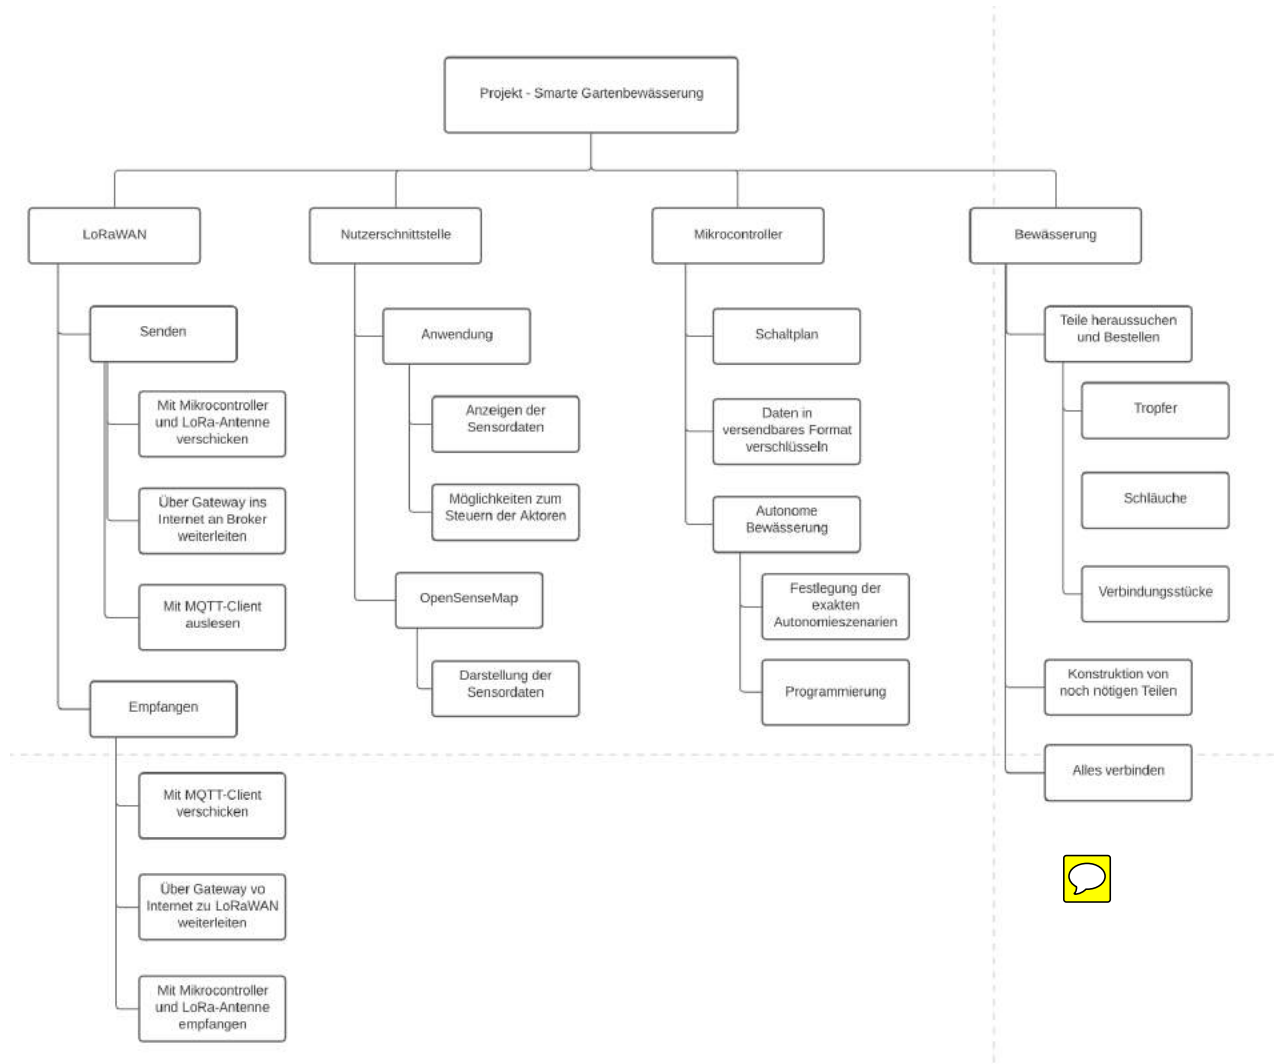 Projekt - Smarte Gartenbewässerung
LoRaWAN
Senden
Mit Mikrocontroller
und LoRa-Antenne
verschicken
Über Gateway ins
Internet an Broker
weiterleiten
Mit MQTT-Client
auslesen
Empfangen
Mit MQTT-Client
verschicken
Über Gateway vo
Internet zu LoRaWAN
weiterleiten
Mit Mikrocontroller
und LoRa-Antenne
empfangen
Nutzerschnittstelle
Anwendung
Anzeigen der
Sensordaten
Möglichkeiten zum
Steuern der Aktoren
OpenSenseMap
Darstellung der
Sensordaten
Mikrocontroller
Schaltplan
Daten in
versendbares Format
verschlüsseln
Autonome
Bewässerung
Festlegung der
exakten
Autonomieszenarien
Programmierung
Bewässerung
Teile heraussuchen
und Bestellen
Tropfer
Schläuche
Verbindungsstücke
Konstruktion von
noch nötigen Teilen
Alles verbinden